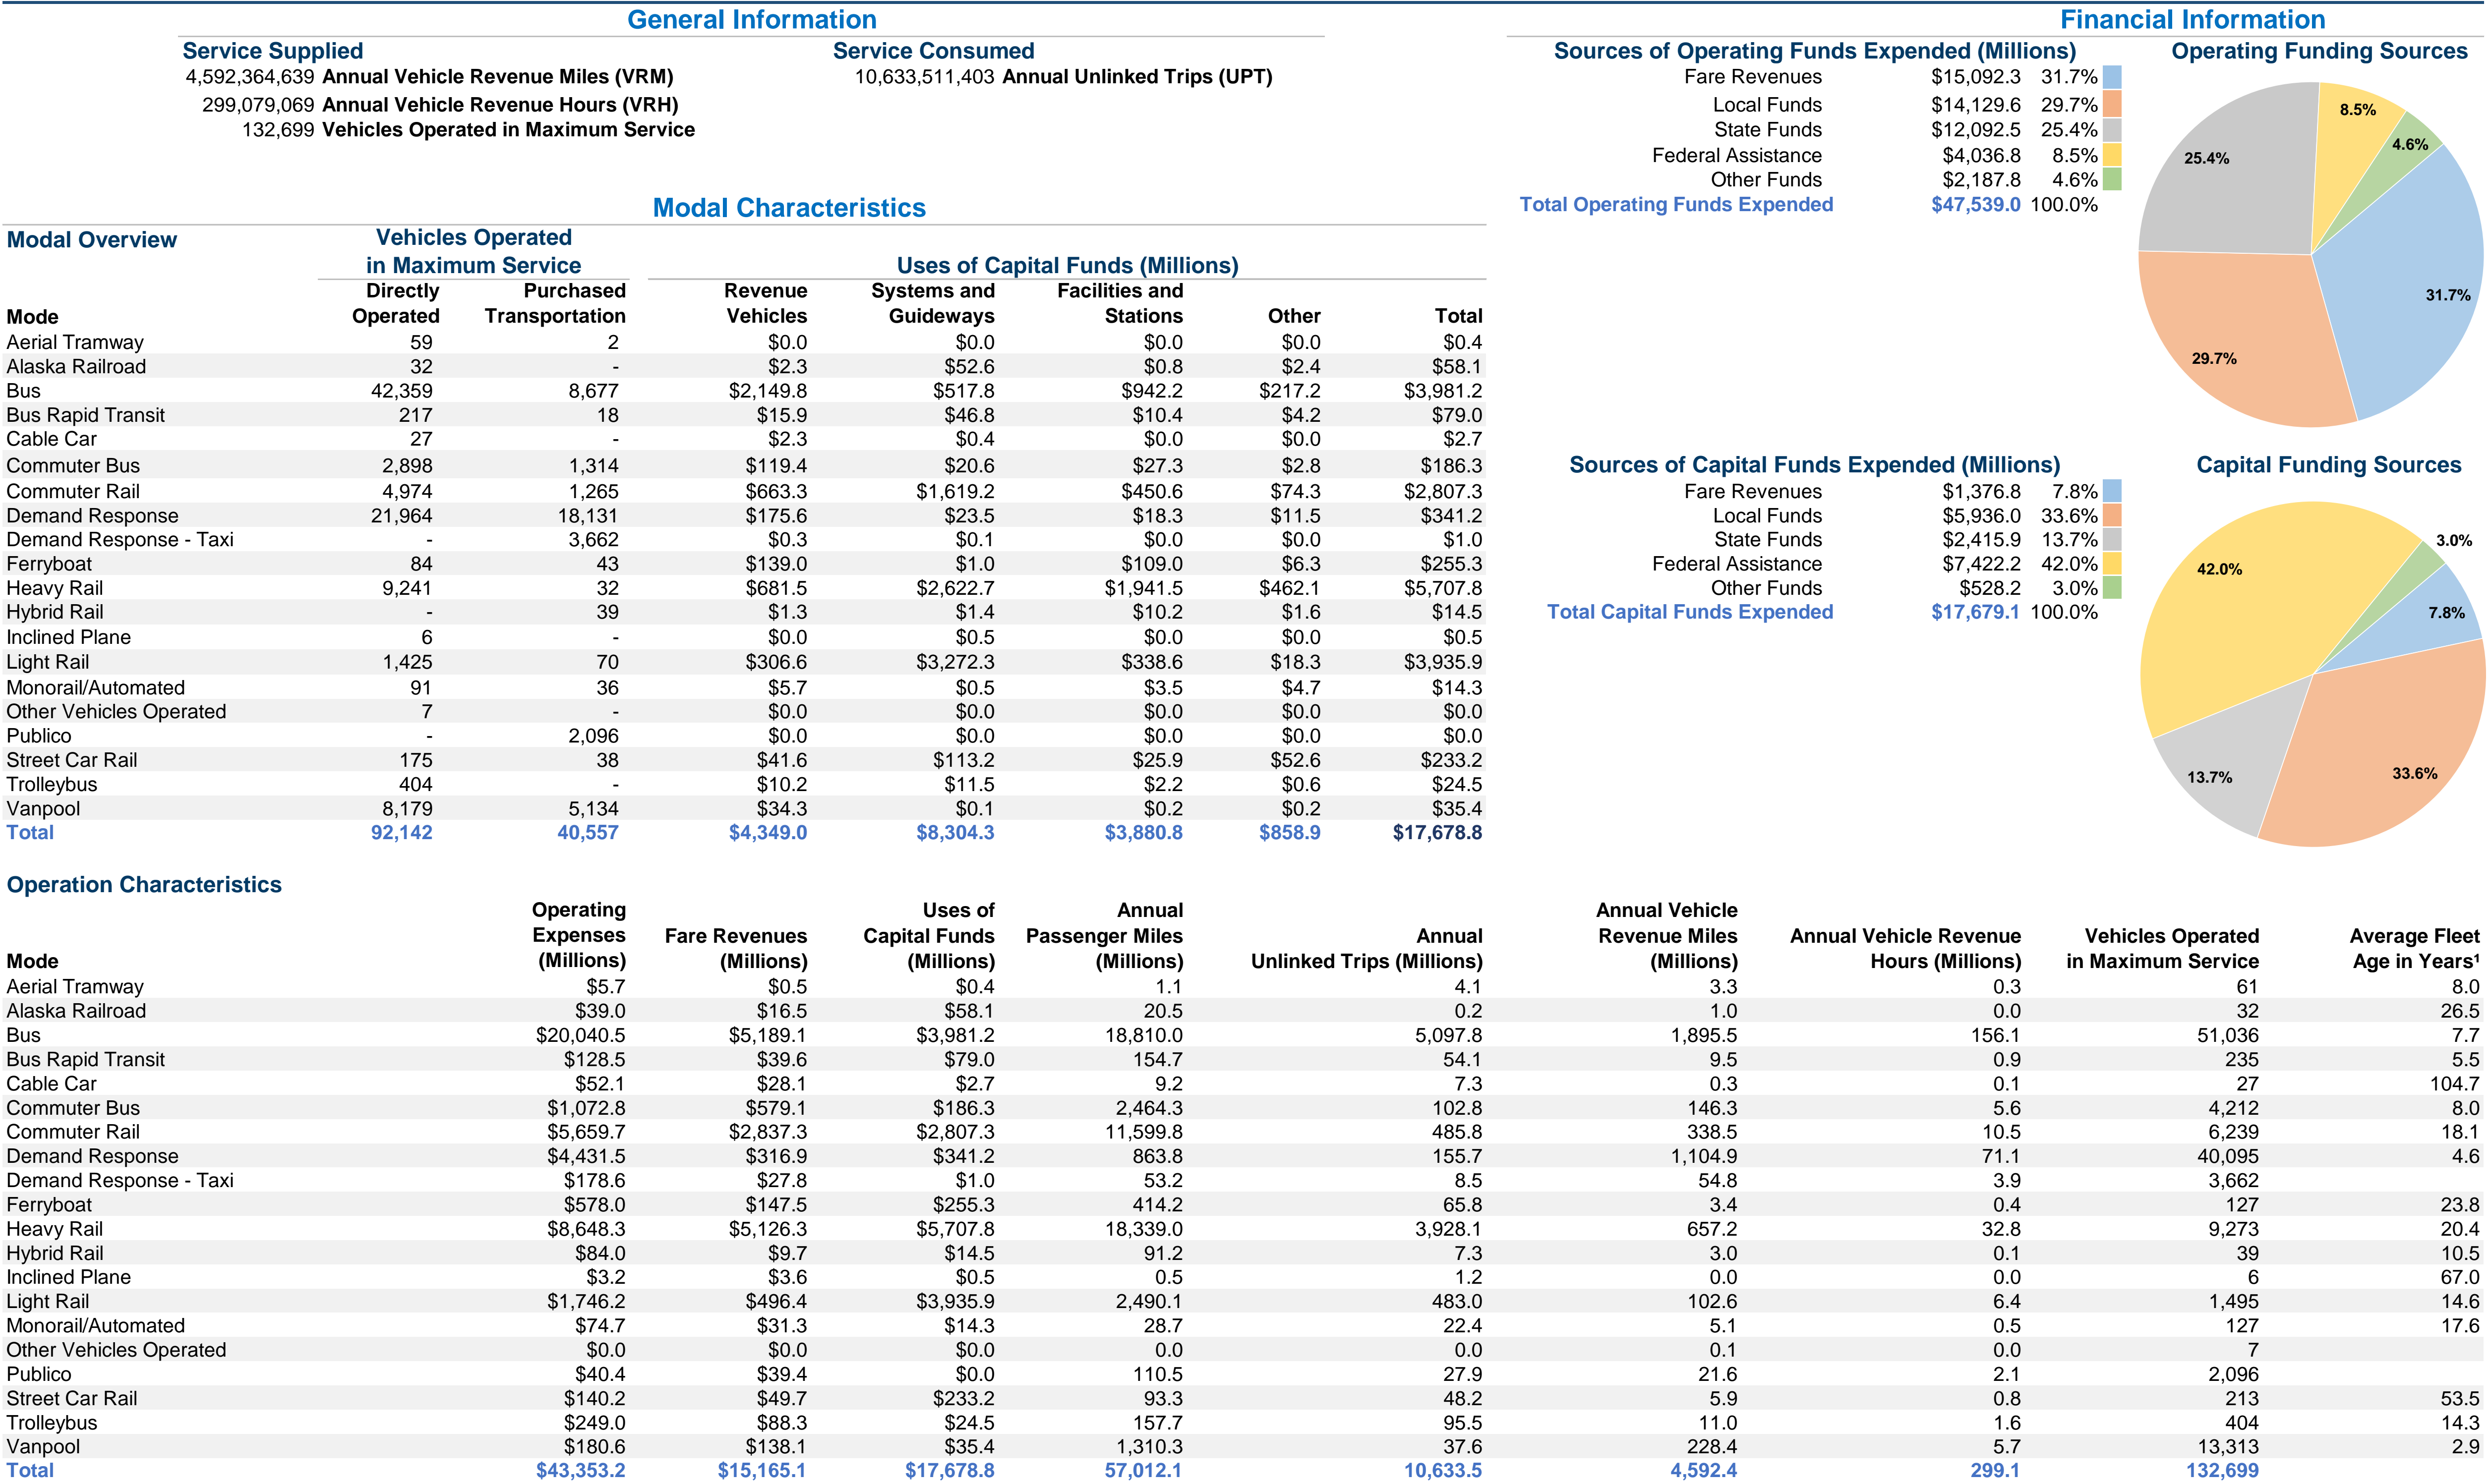 General Information
Financial Information
Service Supplied
Service Consumed
4,592,364,639 Annual Vehicle Revenue Miles (VRM)
10,633,511,403 Annual Unlinked Trips (UPT)
299,079,069 Annual Vehicle Revenue Hours (VRH)
132,699 Vehicles Operated in Maximum Service
Sources of Operating Funds Expended (Millions)
Fare Revenues $15,092.3 31.7%
Local Funds $14,129.6 29.7%
State Funds $12,092.5 25.4%
Federal Assistance $4,036.8 8.5%
Other Funds $2,187.8 4.6%
Total Operating Funds Expended $47,539.0 100.0%
Operating Funding Sources
8.5%
4.6%
25.4%
31.7%
29.7%
Modal Characteristics
Modal Overview
Vehicles Operated
in Maximum Service
Uses of Capital Funds (Millions)
Directly Purchased Revenue Systems and Facilities and
Mode Operated Transportation Vehicles Guideways Stations Other Total
Aerial Tramway 59 2 $0.0 $0.0 $0.0 $0.0 $0.4
Alaska Railroad 32 - $2.3 $52.6 $0.8 $2.4 $58.1
Bus 42,359 8,677 $2,149.8 $517.8 $942.2 $217.2 $3,981.2
Bus Rapid Transit 217 18 $15.9 $46.8 $10.4 $4.2 $79.0
Cable Car 27 - $2.3 $0.4 $0.0 $0.0 $2.7
Commuter Bus 2,898 1,314 $119.4 $20.6 $27.3 $2.8 $186.3
Commuter Rail 4,974 1,265 $663.3 $1,619.2 $450.6 $74.3 $2,807.3
Demand Response 21,964 18,131 $175.6 $23.5 $18.3 $11.5 $341.2
Demand Response - Taxi - 3,662 $0.3 $0.1 $0.0 $0.0 $1.0
Ferryboat 84 43 $139.0 $1.0 $109.0 $6.3 $255.3
Heavy Rail 9,241 32 $681.5 $2,622.7 $1,941.5 $462.1 $5,707.8
Hybrid Rail - 39 $1.3 $1.4 $10.2 $1.6 $14.5
Inclined Plane 6 - $0.0 $0.5 $0.0 $0.0 $0.5
Light Rail 1,425 70 $306.6 $3,272.3 $338.6 $18.3 $3,935.9
Monorail/Automated 91 36 $5.7 $0.5 $3.5 $4.7 $14.3
Other Vehicles Operated 7 - $0.0 $0.0 $0.0 $0.0 $0.0
Publico - 2,096 $0.0 $0.0 $0.0 $0.0 $0.0
Street Car Rail 175 38 $41.6 $113.2 $25.9 $52.6 $233.2
Trolleybus 404 - $10.2 $11.5 $2.2 $0.6 $24.5
Vanpool 8,179 5,134 $34.3 $0.1 $0.2 $0.2 $35.4
Total 92,142 40,557 $4,349.0 $8,304.3 $3,880.8 $858.9 $17,678.8
Sources of Capital Funds Expended (Millions)
Fare Revenues $1,376.8 7.8%
Local Funds $5,936.0 33.6%
State Funds $2,415.9 13.7%
Federal Assistance $7,422.2 42.0%
Other Funds $528.2 3.0%
Total Capital Funds Expended $17,679.1 100.0%
Capital Funding Sources
3.0%
42.0%
7.8%
33.6%
13.7%
Operation Characteristics
Operating Uses of Annual Annual Vehicle
Expenses Fare Revenues Capital Funds Passenger Miles Annual Revenue Miles Annual Vehicle Revenue Vehicles Operated Average Fleet
Mode (Millions) (Millions) (Millions) (Millions) Unlinked Trips (Millions) (Millions) Hours (Millions) in Maximum Service Age in Years¹
Aerial Tramway $5.7 $0.5 $0.4 1.1 4.1 3.3 0.3 61 8.0
Alaska Railroad $39.0 $16.5 $58.1 20.5 0.2 1.0 0.0 32 26.5
Bus $20,040.5 $5,189.1 $3,981.2 18,810.0 5,097.8 1,895.5 156.1 51,036 7.7
Bus Rapid Transit $128.5 $39.6 $79.0 154.7 54.1 9.5 0.9 235 5.5
Cable Car $52.1 $28.1 $2.7 9.2 7.3 0.3 0.1 27 104.7
Commuter Bus $1,072.8 $579.1 $186.3 2,464.3 102.8 146.3 5.6 4,212 8.0
Commuter Rail $5,659.7 $2,837.3 $2,807.3 11,599.8 485.8 338.5 10.5 6,239 18.1
Demand Response $4,431.5 $316.9 $341.2 863.8 155.7 1,104.9 71.1 40,095 4.6
Demand Response - Taxi $178.6 $27.8 $1.0 53.2 8.5 54.8 3.9 3,662
Ferryboat $578.0 $147.5 $255.3 414.2 65.8 3.4 0.4 127 23.8
Heavy Rail $8,648.3 $5,126.3 $5,707.8 18,339.0 3,928.1 657.2 32.8 9,273 20.4
Hybrid Rail $84.0 $9.7 $14.5 91.2 7.3 3.0 0.1 39 10.5
Inclined Plane $3.2 $3.6 $0.5 0.5 1.2 0.0 0.0 6 67.0
Light Rail $1,746.2 $496.4 $3,935.9 2,490.1 483.0 102.6 6.4 1,495 14.6
Monorail/Automated $74.7 $31.3 $14.3 28.7 22.4 5.1 0.5 127 17.6
Other Vehicles Operated $0.0 $0.0 $0.0 0.0 0.0 0.1 0.0 7
Publico $40.4 $39.4 $0.0 110.5 27.9 21.6 2.1 2,096
Street Car Rail $140.2 $49.7 $233.2 93.3 48.2 5.9 0.8 213 53.5
Trolleybus $249.0 $88.3 $24.5 157.7 95.5 11.0 1.6 404 14.3
Vanpool $180.6 $138.1 $35.4 1,310.3 37.6 228.4 5.7 13,313 2.9
Total $43,353.2 $15,165.1 $17,678.8 57,012.1 10,633.5 4,592.4 299.1 132,699